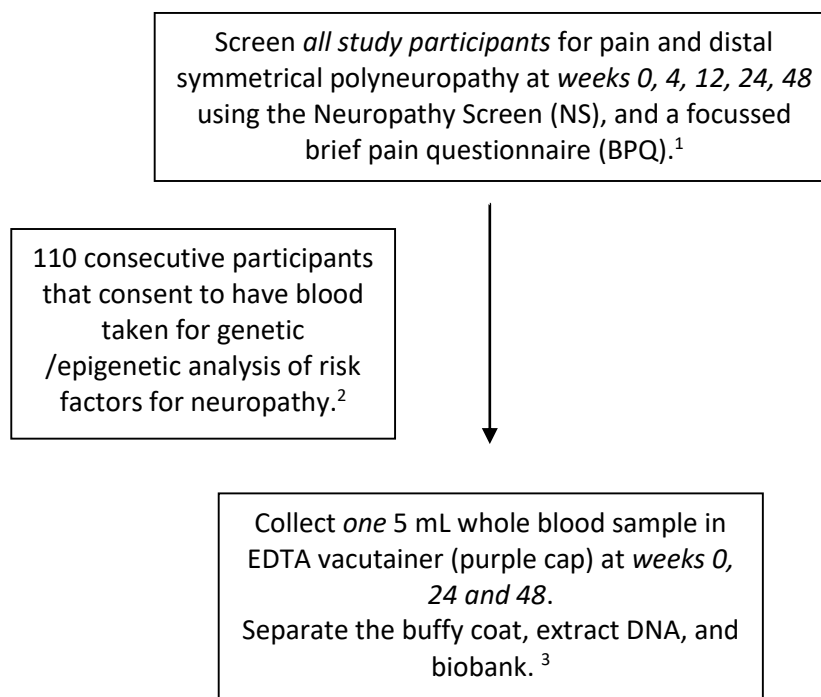 Screen all study participants for pain and distal
symmetrical polyneuropathy at weeks 0, 4, 12, 24, 48
using the Neuropathy Screen (NS), and a focussed
brief pain questionnaire (BPQ).1
110 consecutive participants
that consent to have blood
taken for genetic
/epigenetic analysis of risk
factors for neuropathy.2
Collect one 5 mL whole blood sample in
EDTA vacutainer (purple cap) at weeks 0,
24 and 48.
Separate the buffy coat, extract DNA, and
biobank. 3